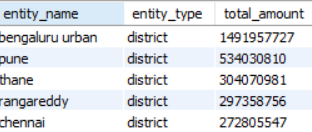 entity_name entity_type total_amount
bengaluru urban district 1491957727
pune district 534030810
thane district 304070981
rangareddy district 297358756
chennai district 272805547